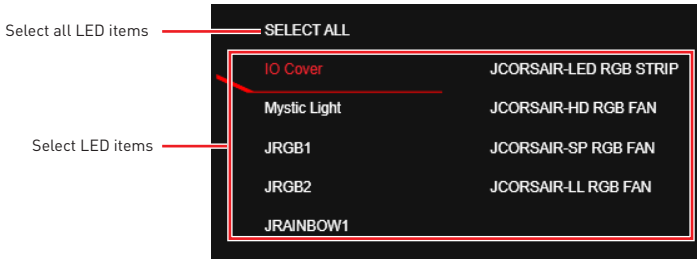 Select all LED items
SELECT ALL
IO Cover
JCORSAIR-LED RGB STRIP
Mystic Light
JCORSAIR-HD RGB FAN
Select LED items
JRGB1
JCORSAIR-SP RGB FAN
JRGB2
JCORSAIR-LL RGB FAN
JRAINBOW1